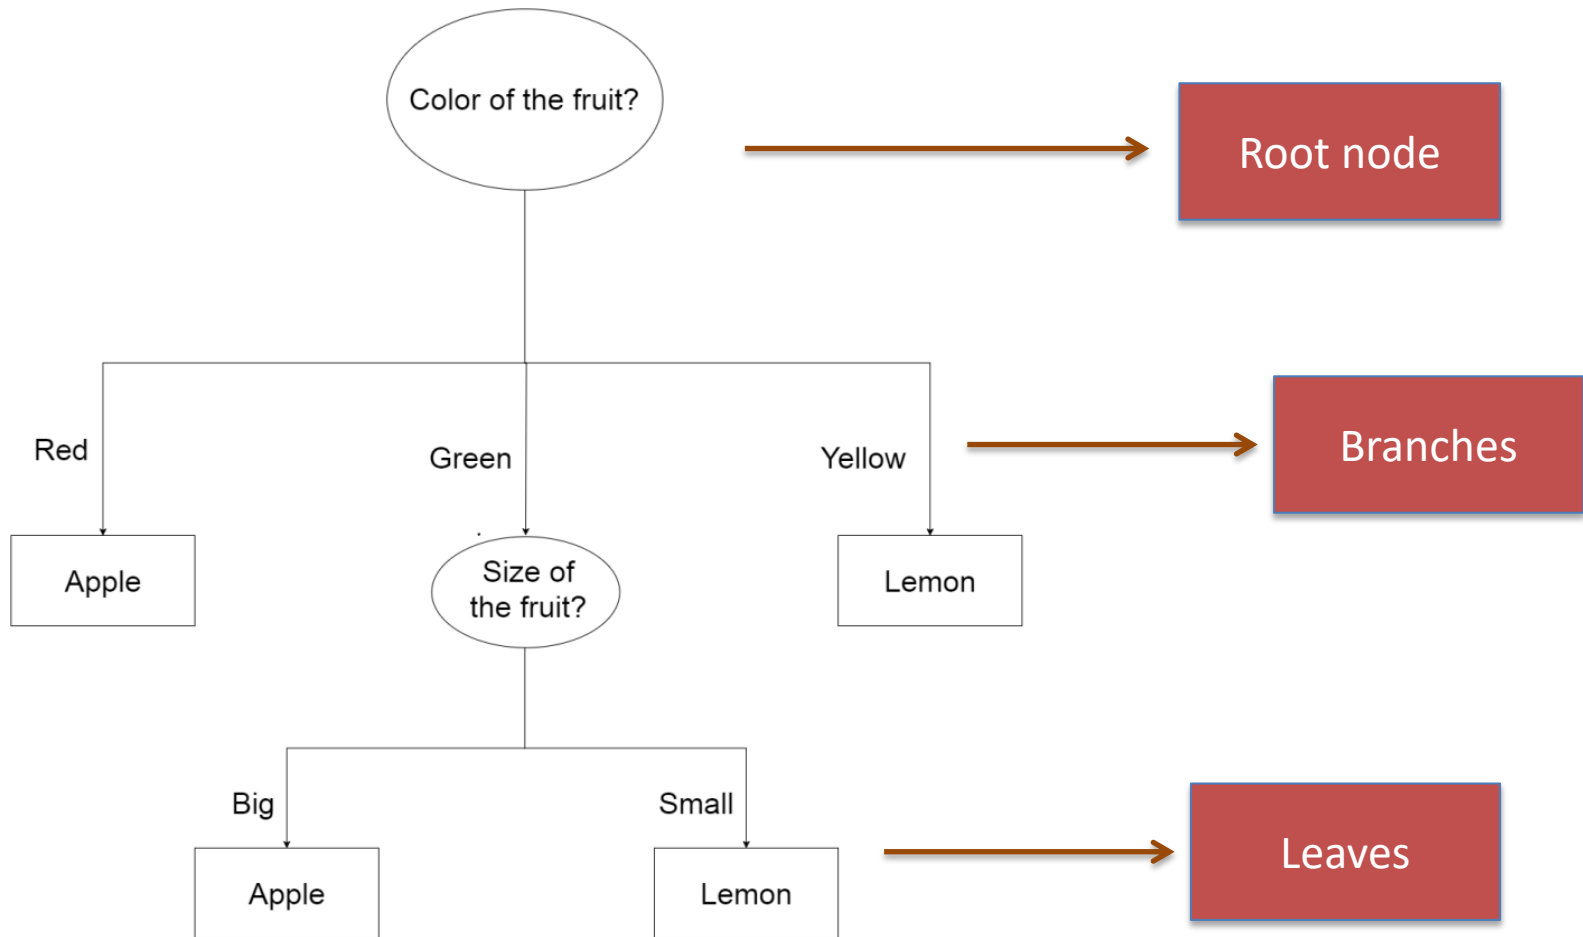 Color of the fruit?
Root node
Red
Green
Yellow
Branches
Apple
Size of
the fruit?
Lemon
Big
Small
Leaves
Apple
Lemon